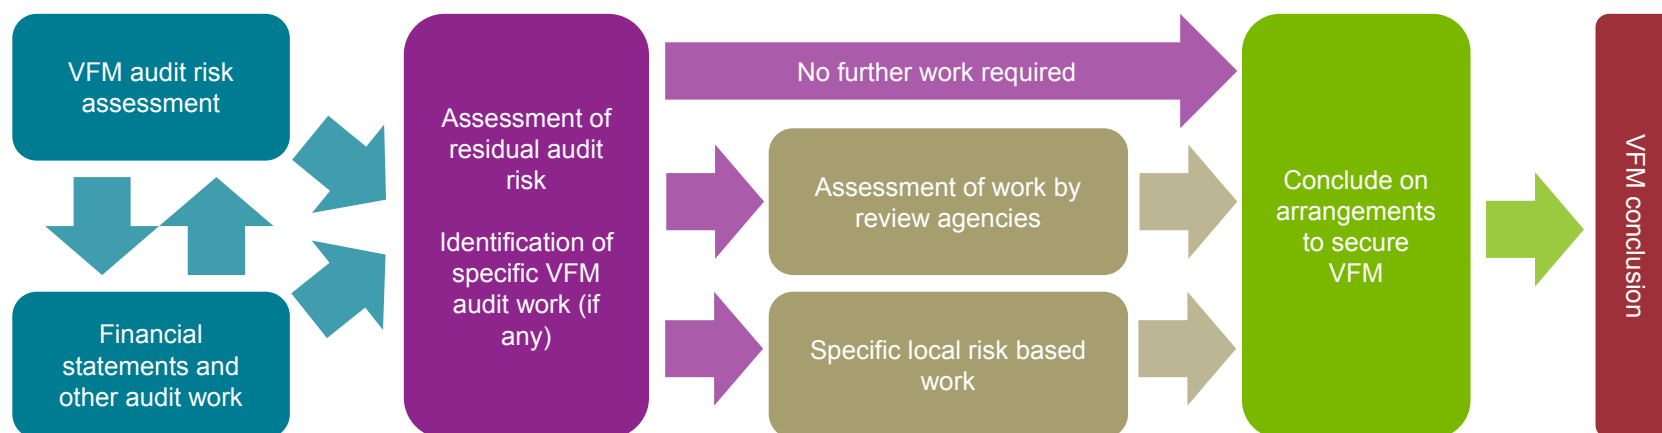 VFM audit risk
assessment
Financial
statements and
other audit work
Assessment of
residual audit
risk
Identification of
specific VFM
audit work (if
any)
No further work required
Assessment of work by
review agencies
Specific local risk based
work
Conclude on
arrangements
to secure
VFM
VFM conclusion